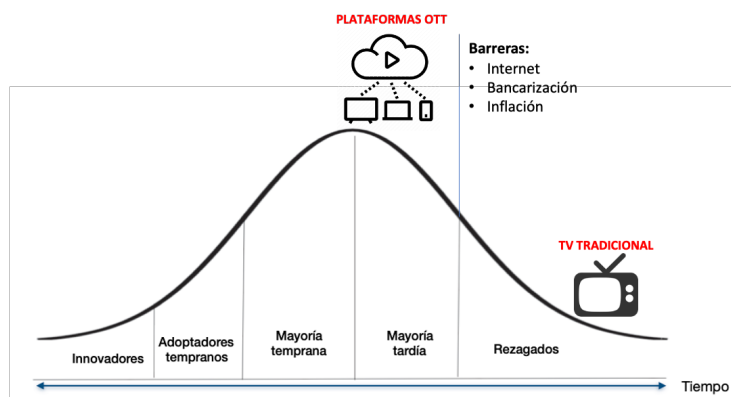 PLATAFORMAS OTT
Barreras:
• Internet
• Bancarización
• Inflación
TV TRADICIONAL
Innovadores
Adoptadores
tempranos
Mayoría
temprana
Mayoría
tardía
Rezagados
Tiempo